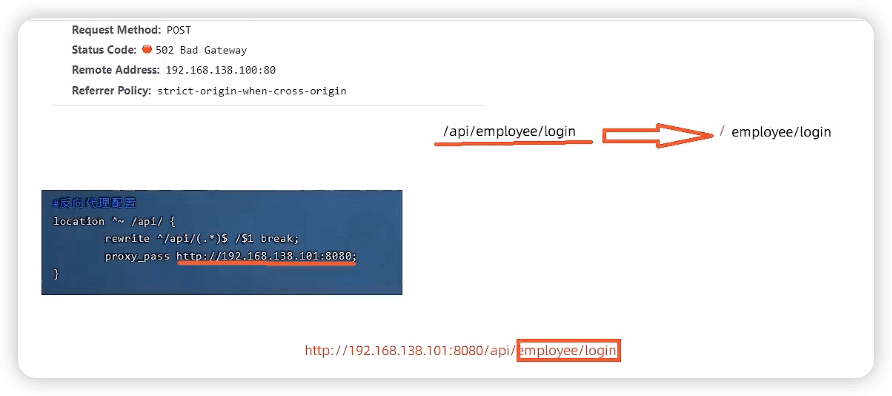 Request Method: POST
Status Code: 502 Bad Gateway
Remote Address: 192.168.138.100:80
Referrer Policy: strict-origin-when-cross-origin
/api/employee/login / employee/login
#反向代理配置
location ^~ /api/ {
rewrite ^/api/(.*)$ /$1 break;
proxy_pass http://192.168.138.101:8080;
}
http://192.168.138.101:8080/api/employee/login